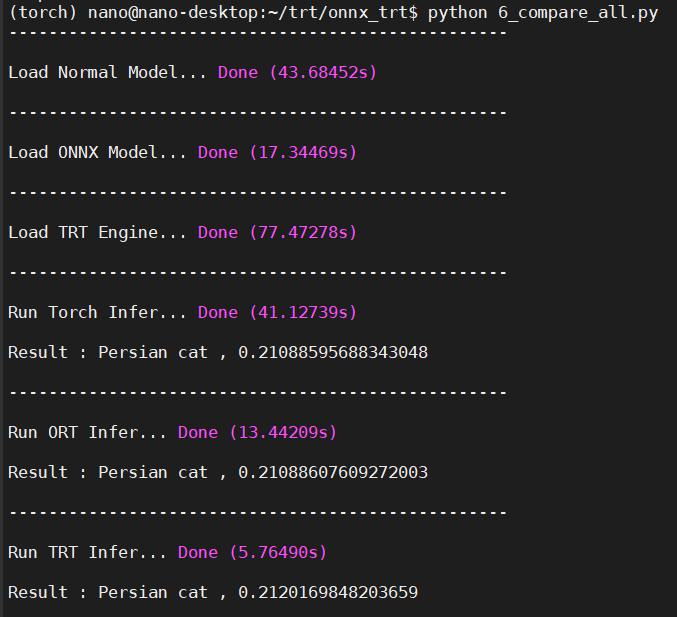 (torch) nano@nano-desktop:~/trt/onnx_trt$ python 6_compare_all.py
--------------------------------------------------
Load Normal Model... Done (43.68452s)
--------------------------------------------------
Load ONNX Model... Done (17.34469s)
--------------------------------------------------
Load TRT Engine... Done (77.47278s)
--------------------------------------------------
Run Torch Infer... Done (41.12739s)
Result : Persian cat , 0.21088595688343048
--------------------------------------------------
Run ORT Infer... Done (13.44209s)
Result : Persian cat , 0.21088607609272003
--------------------------------------------------
Run TRT Infer... Done (5.76490s)
Result : Persian cat , 0.2120169848203659